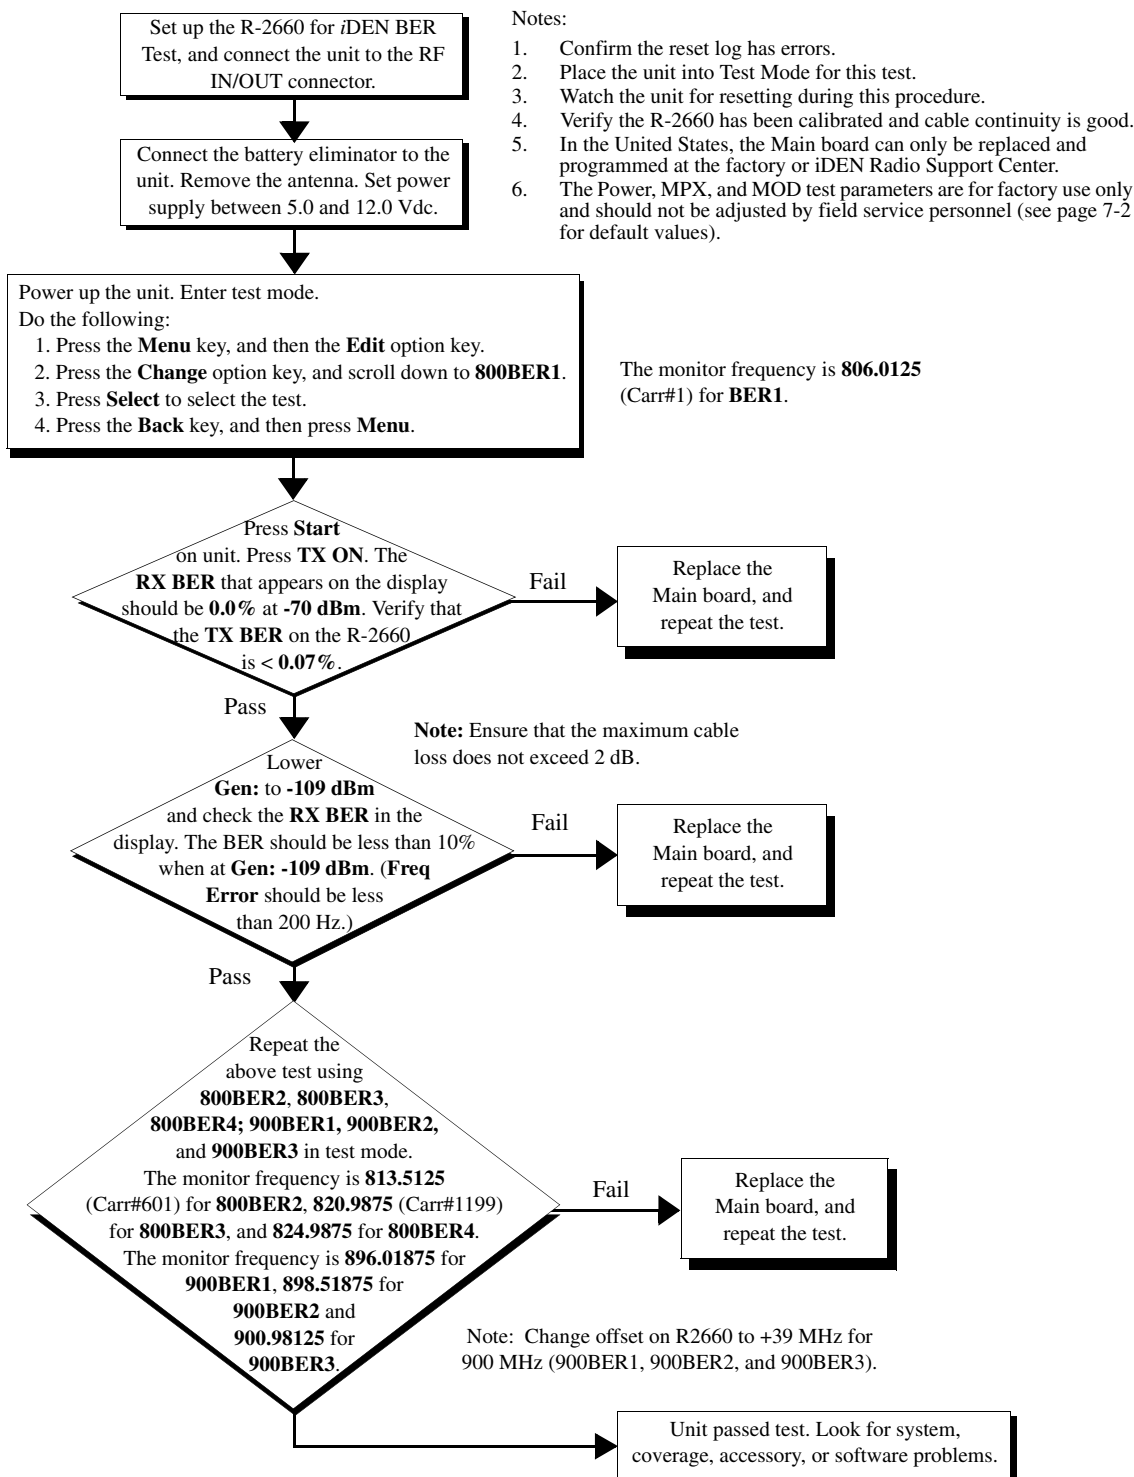 Set up the R-2660 for iDEN BER
Test, and connect the unit to the RF
IN/OUT connector.
Notes:
1. Confirm the reset log has errors.
2. Place the unit into Test Mode for this test.
3. Watch the unit for resetting during this procedure.
4. Verify the R-2660 has been calibrated and cable continuity is good.
5. In the United States, the Main board can only be replaced and
programmed at the factory or iDEN Radio Support Center.
6. The Power, MPX, and MOD test parameters are for factory use only
and should not be adjusted by field service personnel (see page 7-2
for default values).
Connect the battery eliminator to the
unit. Remove the antenna. Set power
supply between 5.0 and 12.0 Vdc.
Power up the unit. Enter test mode.
Do the following:
1. Press the Menu key, and then the Edit option key.
2. Press the Change option key, and scroll down to 800BER1.
3. Press Select to select the test.
4. Press the Back key, and then press Menu.
The monitor frequency is 806.0125
(Carr#1) for BER1.
Press Start
on unit. Press TX ON. The
RX BER that appears on the display
should be 0.0% at -70 dBm. Verify that
the TX BER on the R-2660
is < 0.07%.
Fail
Replace the
Main board, and
repeat the test.
Pass
Note: Ensure that the maximum cable
loss does not exceed 2 dB.
Lower
Gen: to -109 dBm
and check the RX BER in the
display. The BER should be less than 10%
when at Gen: -109 dBm. (Freq
Error should be less
than 200 Hz.)
Fail
Replace the
Main board, and
repeat the test.
Pass
Repeat the
above test using
800BER2, 800BER3,
800BER4; 900BER1, 900BER2,
and 900BER3 in test mode.
The monitor frequency is 813.5125
(Carr#601) for 800BER2, 820.9875 (Carr#1199)
for 800BER3, and 824.9875 for 800BER4.
The monitor frequency is 896.01875 for
900BER1, 898.51875 for
900BER2 and
900.98125 for
900BER3.
Fail
Replace the
Main board, and
repeat the test.
Note: Change offset on R2660 to +39 MHz for
900 MHz (900BER1, 900BER2, and 900BER3).
Unit passed test. Look for system,
coverage, accessory, or software problems.